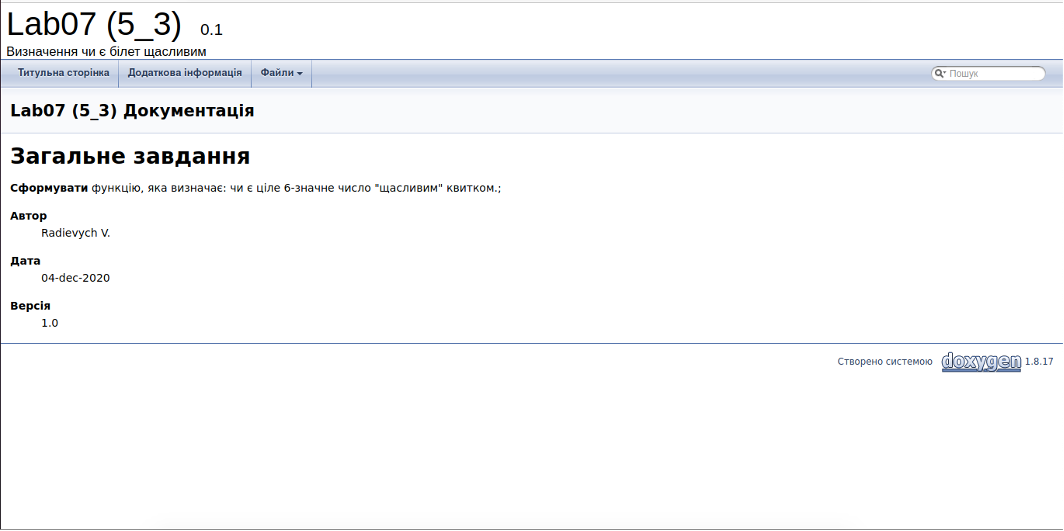 Lab07 (5_3) 0.1
Визначення чи є білет щасливим
Титульна сторінка Додаткова інформація Файли Пошук
Lab07 (5_3) Документація
Загальне завдання
Сформувати функцію, яка визначає: чи є ціле 6-значне число "щасливим" квитком.;
Автор
Radievych V.
Дата
04-dec-2020
Версія
1.0
Створено системою doxygen 1.8.17